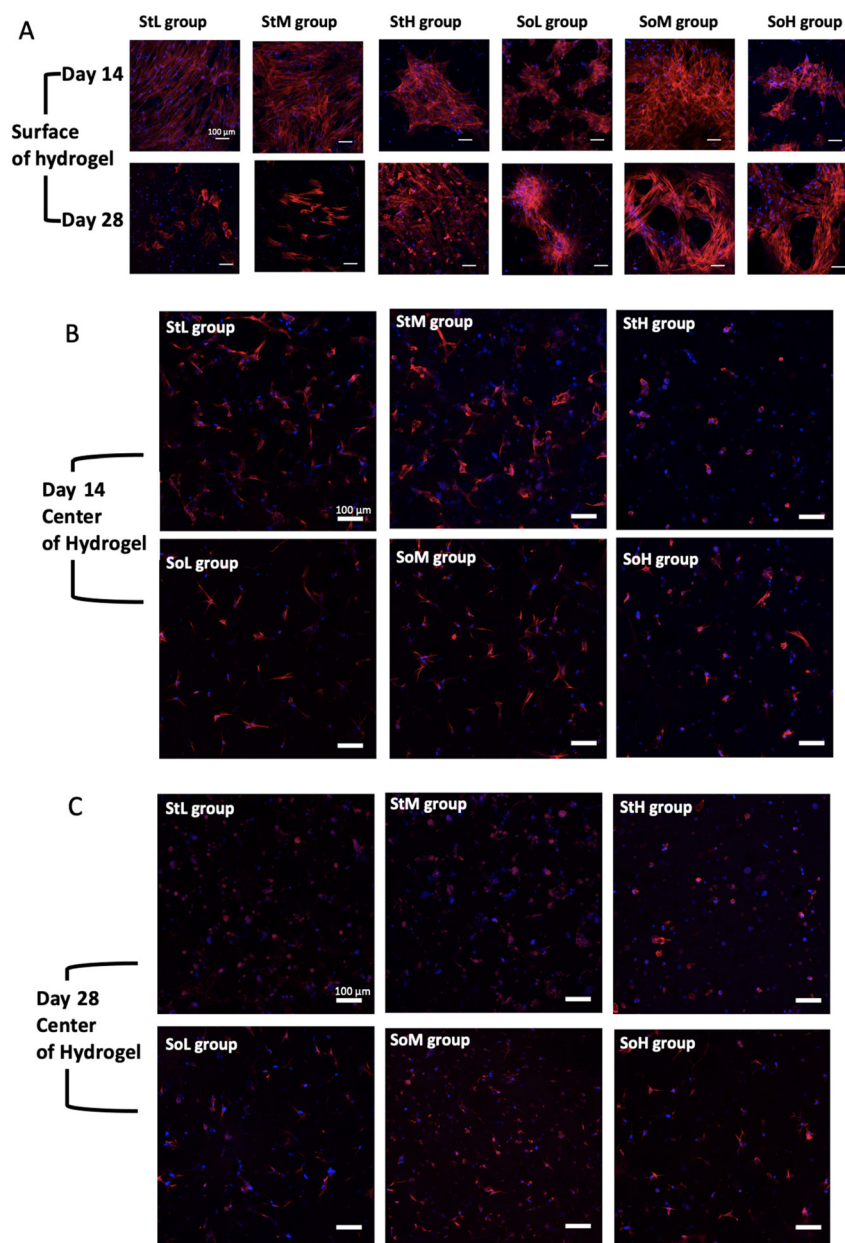 A
StL group
StM group
StH group
SoL group
SoM group
SoH group
Day 14
Surface
of hydrogel
Day 28
100 μm
B
StL group
StM group
StH group
Day 14
Center
of Hydrogel
100 μm
SoL group
SoM group
SoH group
C
StL group
StM group
StH group
100 μm
Day 28
Center
of Hydrogel
SoL group
SoM group
SoH group